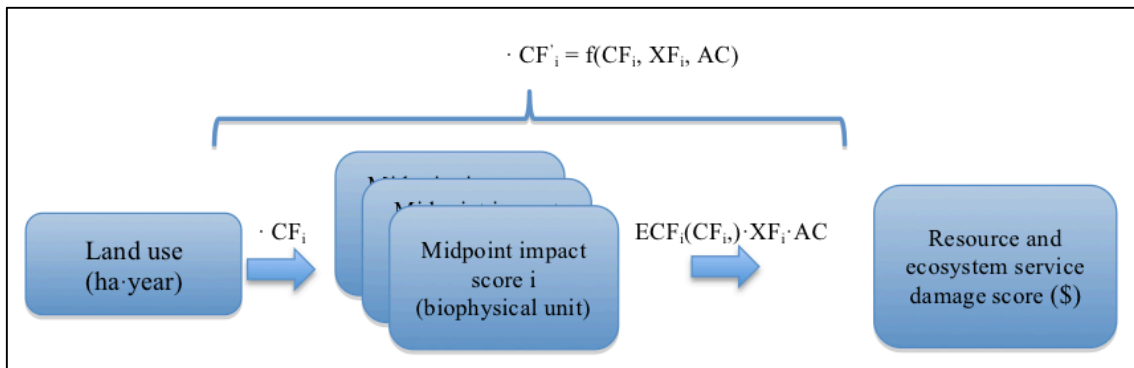 · CF'ᵢ = f(CFᵢ, XFᵢ, AC)
Land use
(ha·year)
· CFᵢ
Midpoint impact
score i
(biophysical unit)
ECFᵢ(CFᵢ,)·XFᵢ·AC
Resource and
ecosystem service
damage score ($)